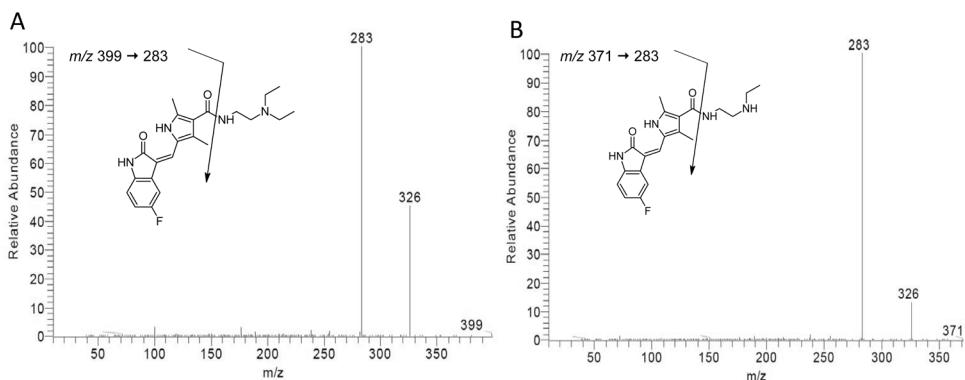 A
m/z 399 → 283
283
326
399
Relative Abundance
100
90
80
70
60
50
40
30
20
10
0
50
100
150
200
250
300
350
m/z
O
NH
N
HN
O
HN
F
B
m/z 371 → 283
283
326
371
Relative Abundance
100
90
80
70
60
50
40
30
20
10
0
50
100
150
200
250
300
350
m/z
O
NH
NH
HN
O
HN
F